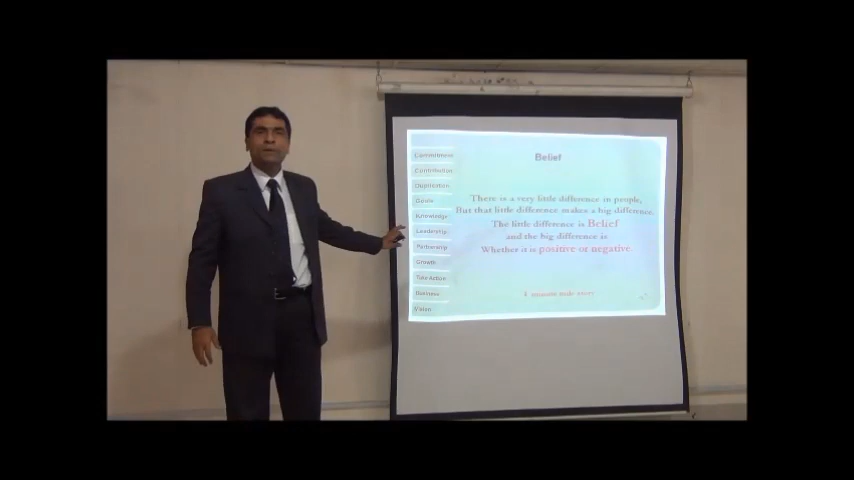 Belief
Commitment
Contribution
Duplication
Goals
Knowledge
Leadership
Partnership
Growth
Take Action
Business
Vision
There is a very little difference in people,
But that little difference makes a big difference.
The little difference is Belief
and the big difference is
Whether it is positive or negative.